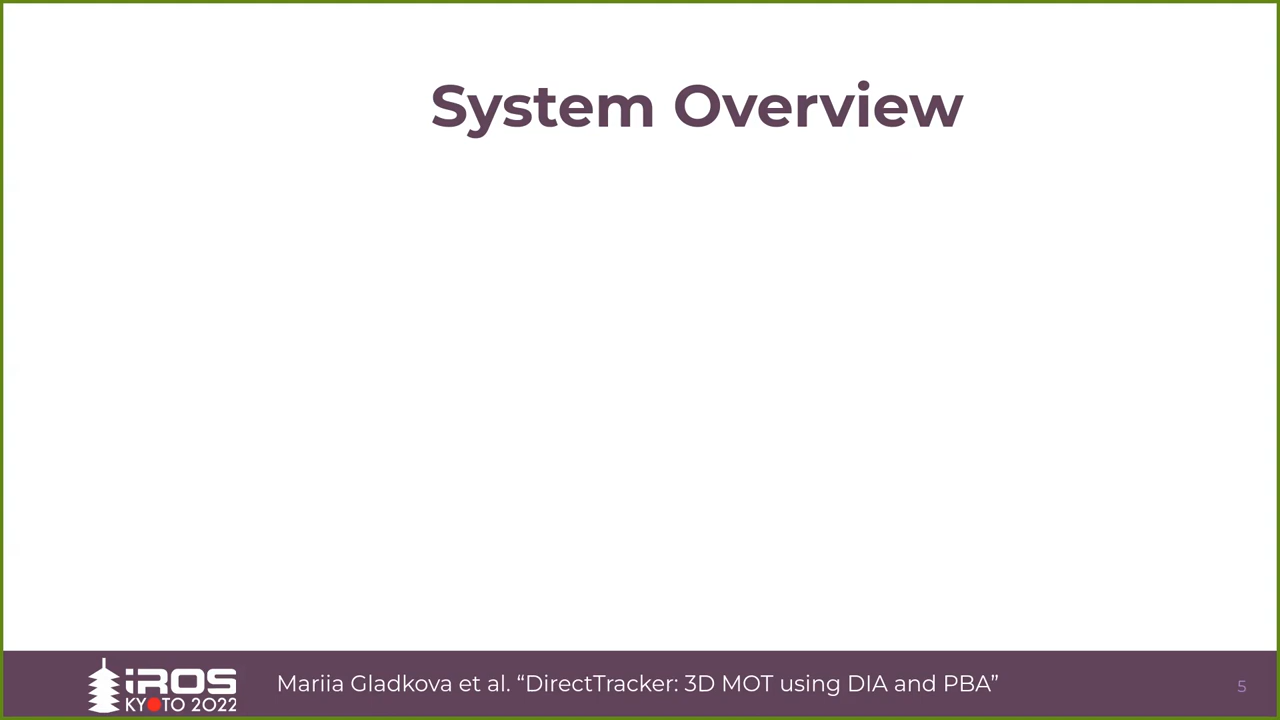 System Overview
iROS
KYOTO 2022
Mariia Gladkova et al. “DirectTracker: 3D MOT using DIA and PBA”
5